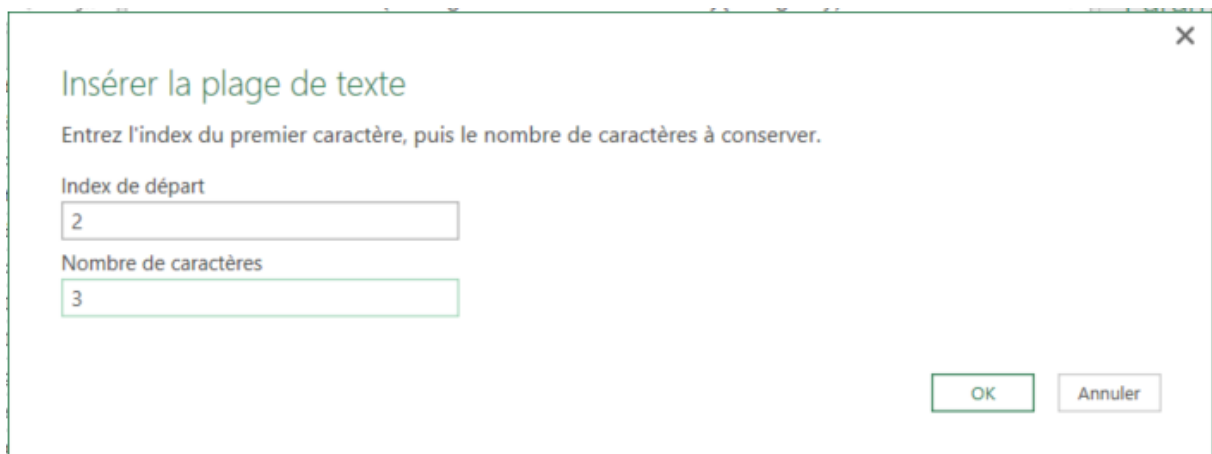 Insérer la plage de texte
Entrez l'index du premier caractère, puis le nombre de caractères à conserver.
Index de départ
2
Nombre de caractères
3
OK Annuler